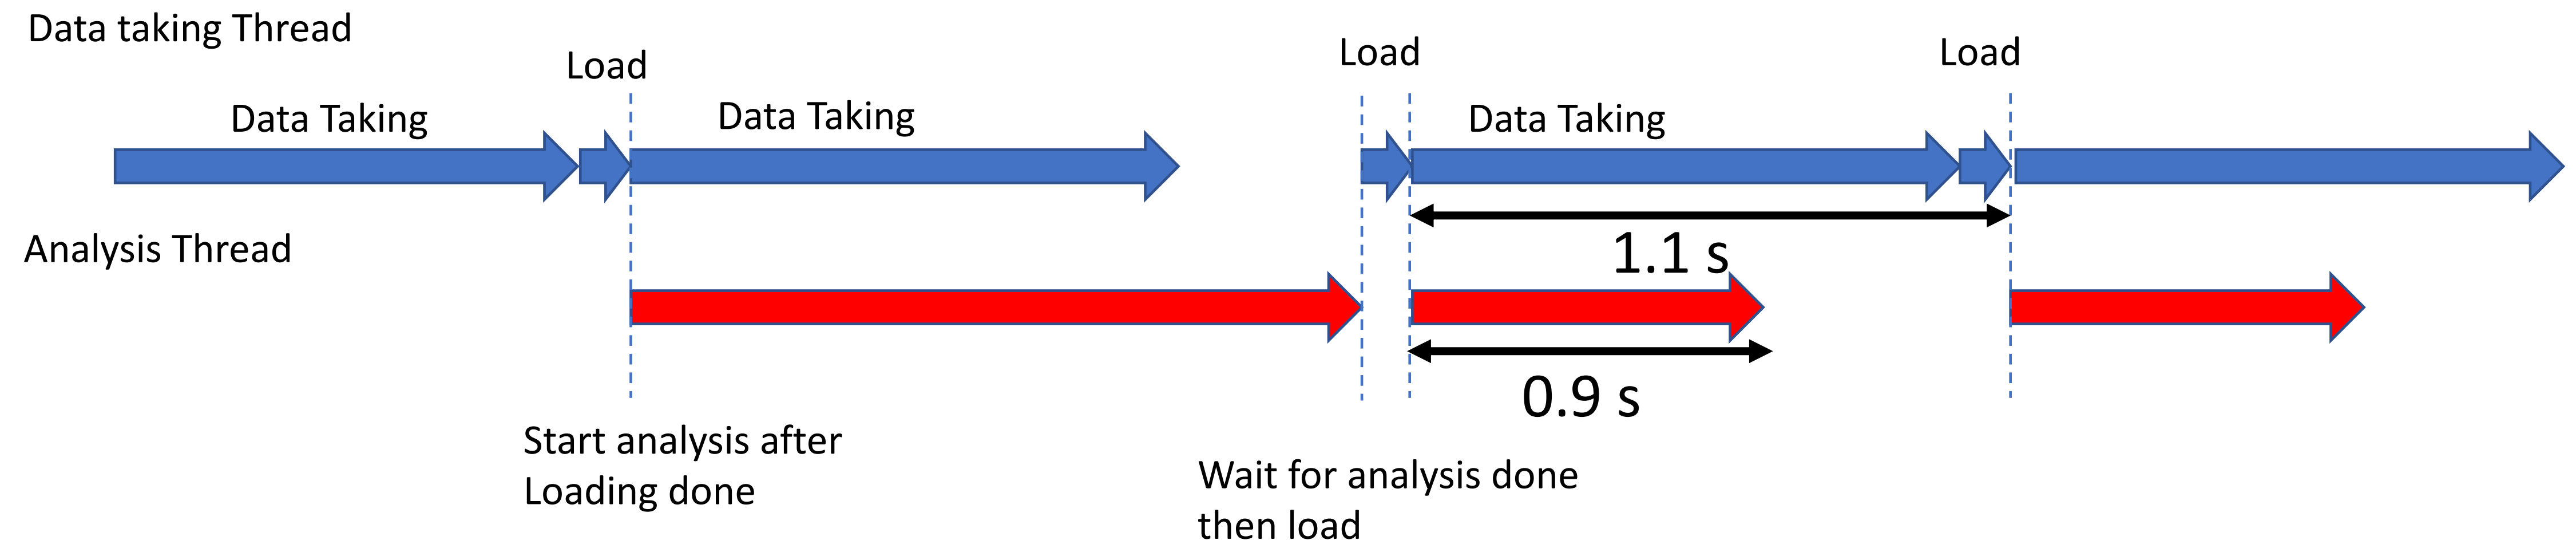 Data taking Thread
Load
Load
Load
Data Taking
Data Taking
Data Taking
Analysis Thread
1.1 s
0.9 s
Start analysis after
Loading done
Wait for analysis done
then load